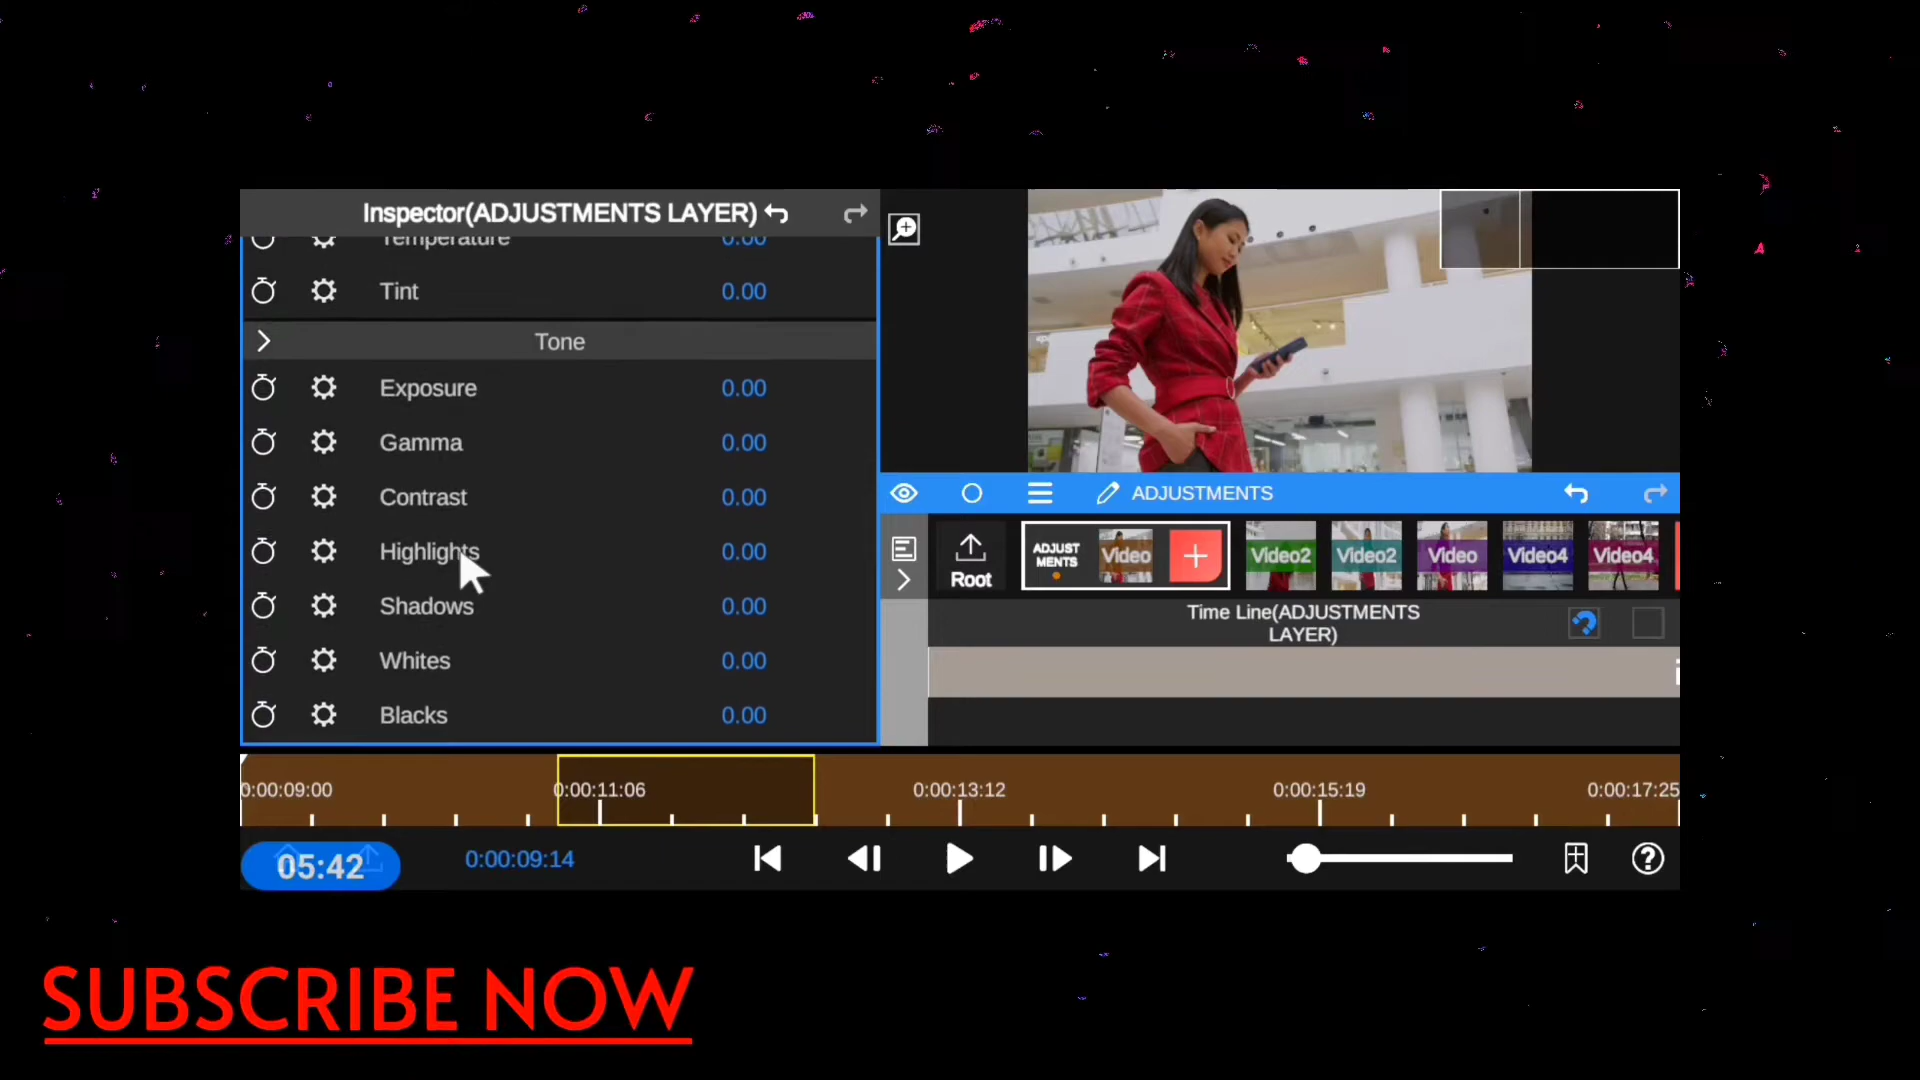 Inspector(ADJUSTMENTS LAYER)
Temperature 0.00
Tint 0.00
Tone
Exposure 0.00
Gamma 0.00
Contrast 0.00
Highlights 0.00
Shadows 0.00
Whites 0.00
Blacks 0.00
ADJUSTMENTS
Root
ADJUST
MENTS
Video
Video2
Video2
Video
Video4
Video4
Time Line(ADJUSTMENTS
LAYER)
0:00:09:00 0:00:11:06 0:00:13:12 0:00:15:19 0:00:17:25
05:42
0:00:09:14
SUBSCRIBE NOW